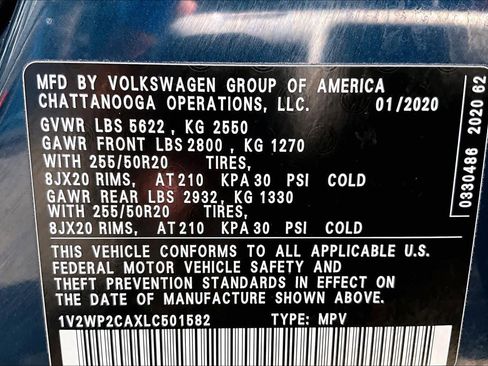 MFD BY VOLKSWAGEN GROUP OF AMERICA
CHATTANOOGA OPERATIONS, LLC. 01/2020
GVWR LBS 5622, KG 2550
GAWR FRONT LBS 2800, KG 1270
WITH 255/50R20 TIRES,
8JX20 RIMS, AT 210 KPA 30 PSI COLD
GAWR REAR LBS 2932, KG 1330
WITH 255/50R20 TIRES,
8JX20 RIMS, AT 210 KPA 30 PSI COLD
THIS VEHICLE CONFORMS TO ALL APPLICABLE U.S.
FEDERAL MOTOR VEHICLE SAFETY AND
THEFT PREVENTION STANDARDS IN EFFECT ON
THE DATE OF MANUFACTURE SHOWN ABOVE.
1V2WP2CAXLC501582 TYPE: MPV
0330486 2020 62